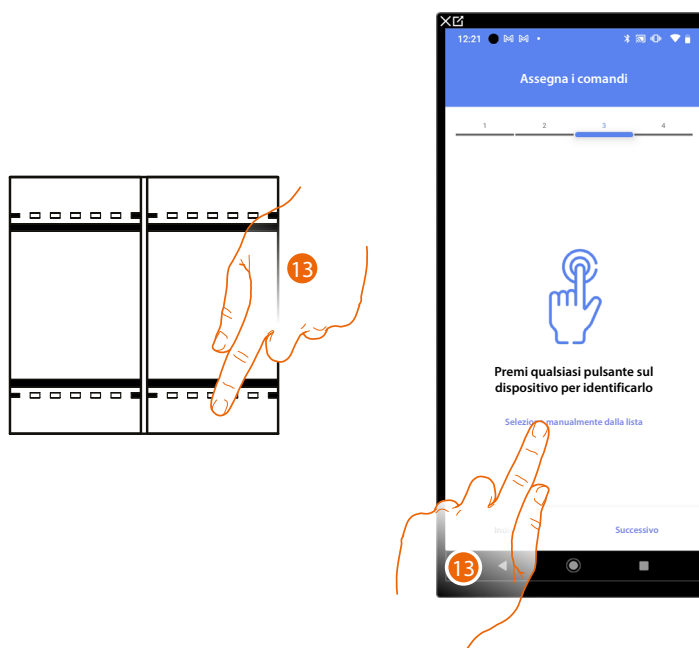 12:21
Assegna i comandi
1 2 3 4
13
Premi qualsiasi pulsante sul
dispositivo per identificarlo
manualmente dalla lista
Successivo
13